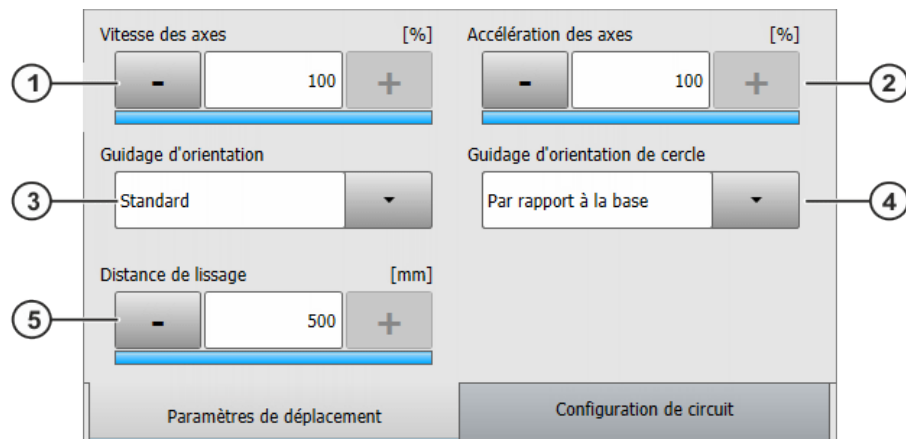 Vitesse des axes [%] Accélération des axes [%]
1 - 100 + - 100 + 2
Guidage d'orientation Guidage d'orientation de cercle
3 Standard Par rapport à la base 4
Distance de lissage [mm]
5 - 500 +
Paramètres de déplacement Configuration de circuit